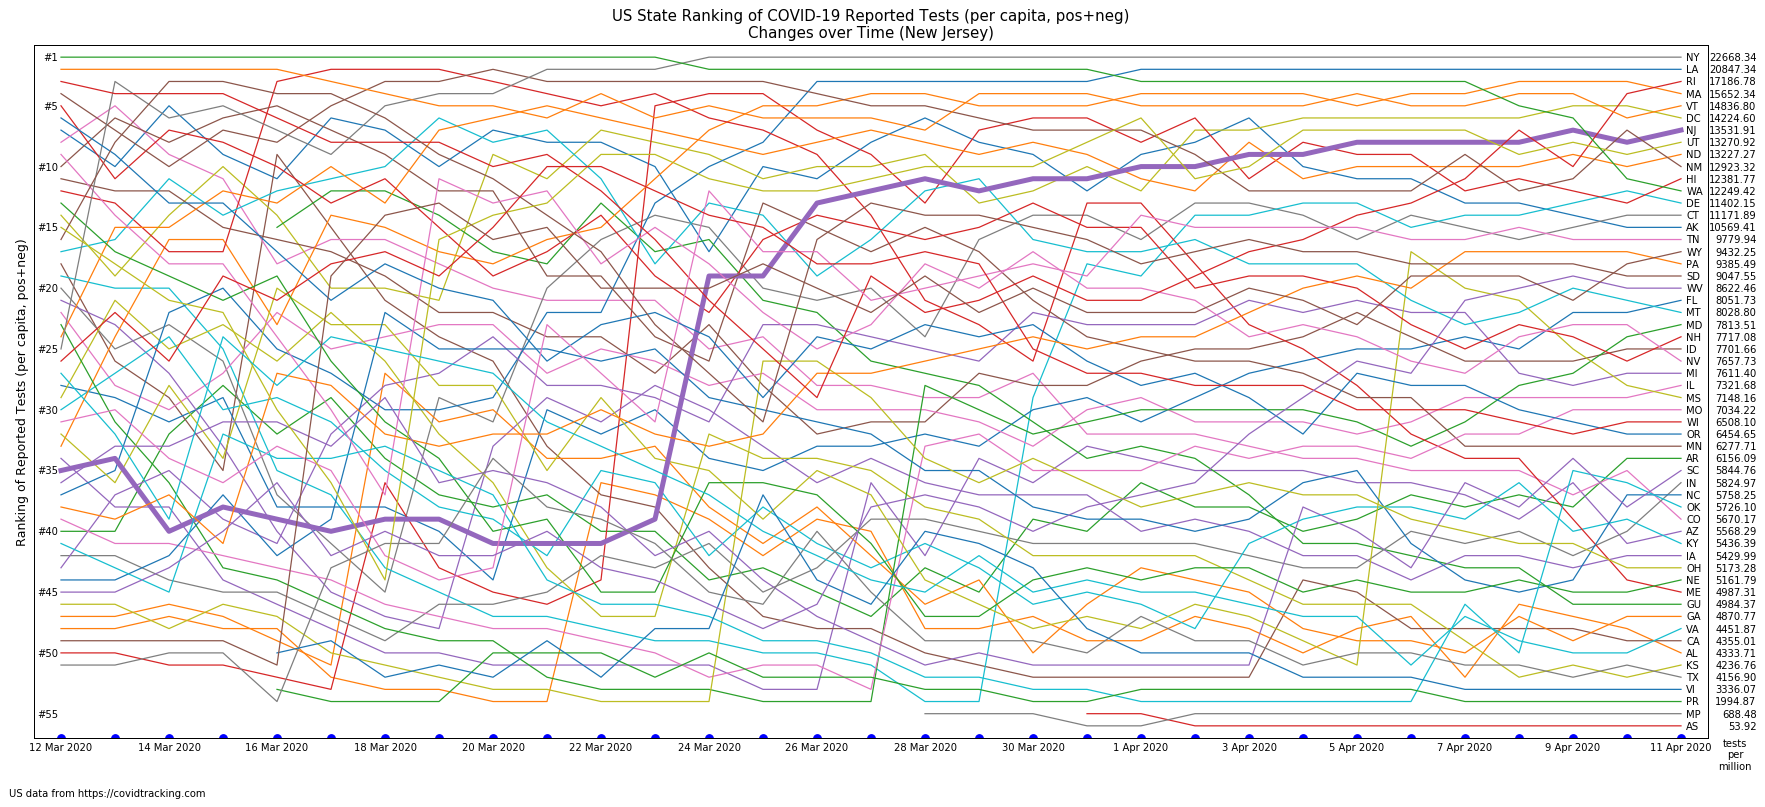 US State Ranking of COVID-19 Reported Tests (per capita, pos+neg)
Changes over Time (New Jersey)
Ranking of Reported Tests (per capita, pos+neg)
#1
#5
#10
#15
#20
#25
#30
#35
#40
#45
#50
#55
NY 22668.34
LA 20847.34
RI 17186.78
MA 15652.34
VT 14836.80
DC 14224.60
NJ 13531.91
UT 13270.92
ND 13227.27
NM 12923.32
HI 12381.77
WA 12249.42
DE 11402.15
CT 11171.89
AK 10569.41
TN 9779.94
WY 9432.25
PA 9385.49
SD 9047.55
WV 8622.46
FL 8051.73
MT 8028.80
MD 7813.51
NH 7717.08
ID 7701.66
NV 7657.73
MI 7611.40
IL 7321.68
MS 7148.16
MO 7034.22
WI 6508.10
OR 6454.65
MN 6277.71
AR 6156.09
SC 5844.76
IN 5824.97
NC 5758.25
OK 5726.10
CO 5670.17
AZ 5568.29
KY 5436.39
IA 5429.99
OH 5173.28
NE 5161.79
ME 4987.31
GU 4984.37
GA 4870.77
VA 4451.87
CA 4355.01
AL 4333.71
KS 4236.76
TX 4156.90
VI 3336.07
PR 1994.87
MP 688.48
AS 53.92
12 Mar 2020 14 Mar 2020 16 Mar 2020 18 Mar 2020 20 Mar 2020 22 Mar 2020 24 Mar 2020 26 Mar 2020 28 Mar 2020 30 Mar 2020 1 Apr 2020 3 Apr 2020 5 Apr 2020 7 Apr 2020 9 Apr 2020 11 Apr 2020
tests
per
million
US data from https://covidtracking.com